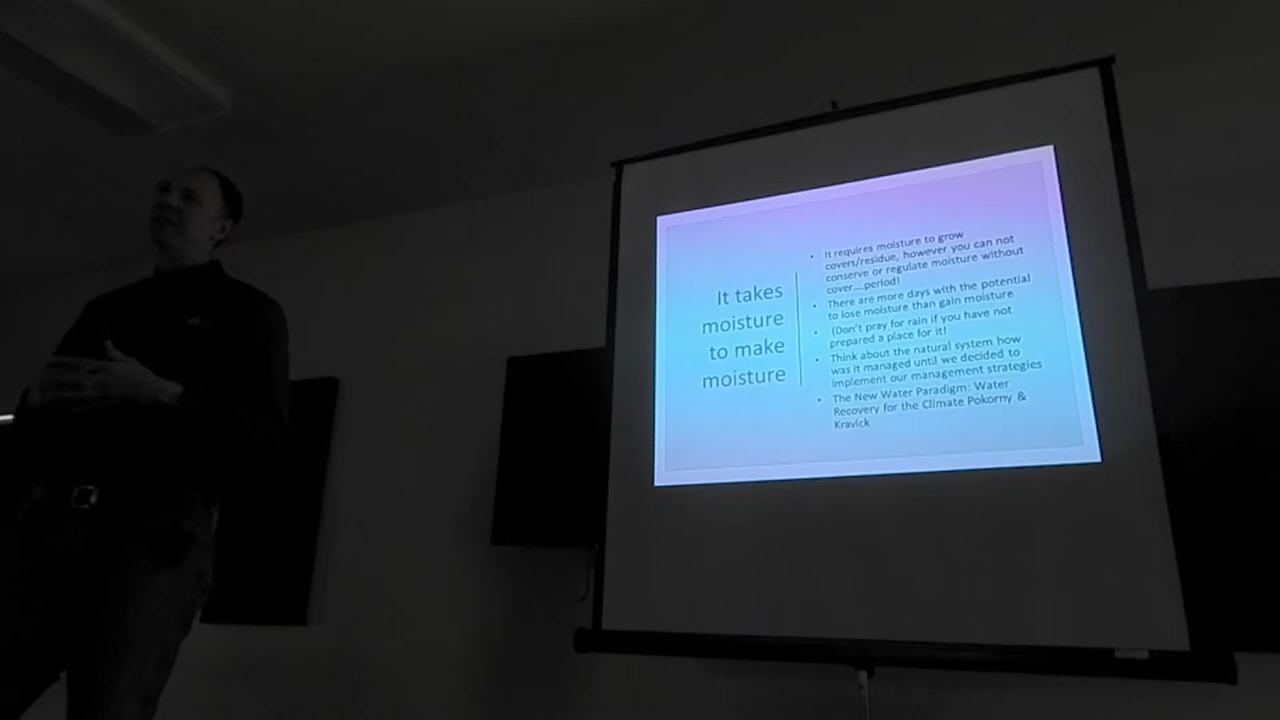 It takes
moisture
to make
moisture
• It requires moisture to grow
covers/residue, however you can not
conserve or regulate moisture without
cover....period!
• There are more days with the potential
to lose moisture than gain moisture
• (Don't pray for rain if you have not
prepared a place for it!
• Think about the natural system how
was it managed until we decided to
implement our management strategies
• The New Water Paradigm: Water
Recovery for the Climate Pokorny &
Kravick